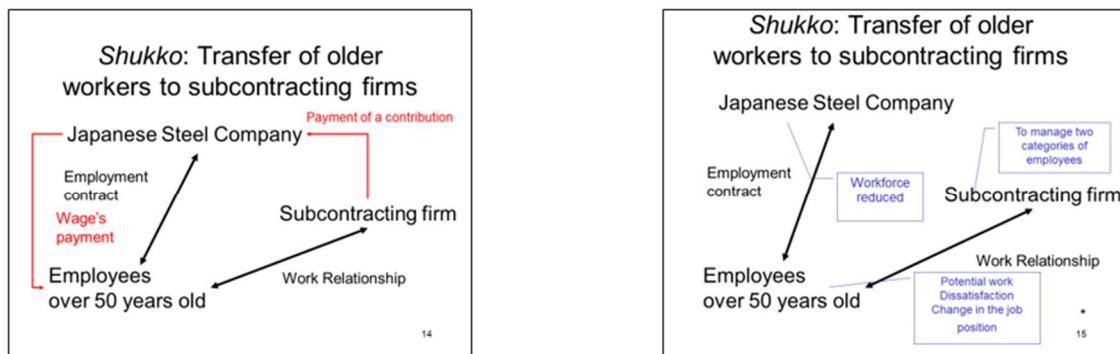 Shukko: Transfer of older
workers to subcontracting firms
Payment of a contribution
Japanese Steel Company
Employment
contract
Wage's
payment
Subcontracting firm
Employees
over 50 years old
Work Relationship
14
Shukko: Transfer of older
workers to subcontracting firms
Japanese Steel Company
To manage two
categories of
employees
Employment
contract
Workforce
reduced
Subcontracting firm
Work Relationship
Employees
over 50 years old
Potential work
Dissatisfaction
Change in the job
position
*
15